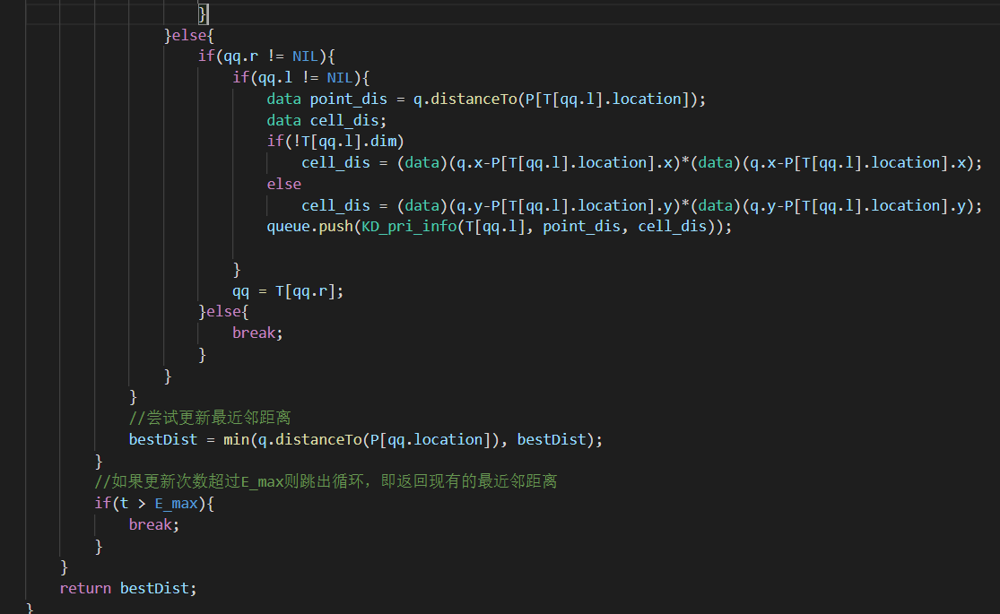 }
}else{
if(qq.r != NIL){
if(qq.l != NIL){
data point_dis = q.distanceTo(P[T[qq.l].location]);
data cell_dis;
if(!T[qq.l].dim)
cell_dis = (data)(q.x-P[T[qq.l].location].x)*(data)(q.x-P[T[qq.l].location].x);
else
cell_dis = (data)(q.y-P[T[qq.l].location].y)*(data)(q.y-P[T[qq.l].location].y);
queue.push(KD_pri_info(T[qq.l], point_dis, cell_dis));
}
qq = T[qq.r];
}else{
break;
}
}
}
//尝试更新最近邻距离
bestDist = min(q.distanceTo(P[qq.location]), bestDist);
}
//如果更新次数超过E_max则跳出循环，即返回现有的最近邻距离
if(t > E_max){
break;
}
}
return bestDist;
}